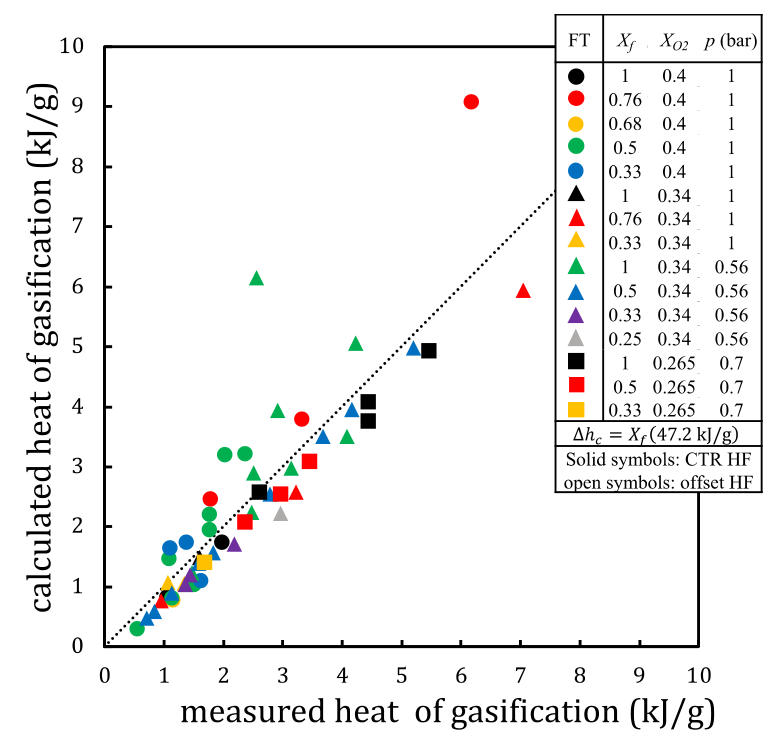 calculated heat of gasification (kJ/g)
10
9
8
7
6
5
4
3
2
1
0
0 1 2 3 4 5 6 7 8 9 10
measured heat of gasification (kJ/g)
FT X_f X_O2 p (bar)
1 0.4 1
0.76 0.4 1
0.68 0.4 1
0.5 0.4 1
0.33 0.4 1
1 0.34 1
0.76 0.34 1
0.33 0.34 1
1 0.34 0.56
0.5 0.34 0.56
0.33 0.34 0.56
0.25 0.34 0.56
1 0.265 0.7
0.5 0.265 0.7
0.33 0.265 0.7
Δh_c = X_f(47.2 kJ/g)
Solid symbols: CTR HF
open symbols: offset HF